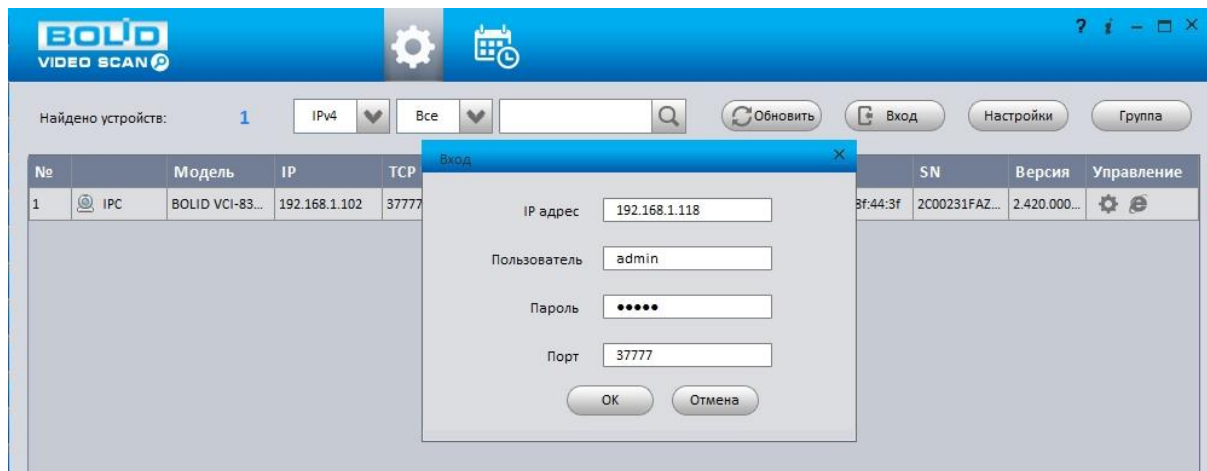 BOLID
VIDEO SCAN
? i
Найдено устройств: 1 IPv4 Все Обновить Вход Настройки Группа
Вход
№ Модель IP TCP SN Версия Управление
1 IPC BOLID VCI-83... 192.168.1.102 37777 3f:44:3f 2C00231FAZ... 2.420.000...
IP адрес 192.168.1.118
Пользователь admin
Пароль •••••
Порт 37777
OK Отмена